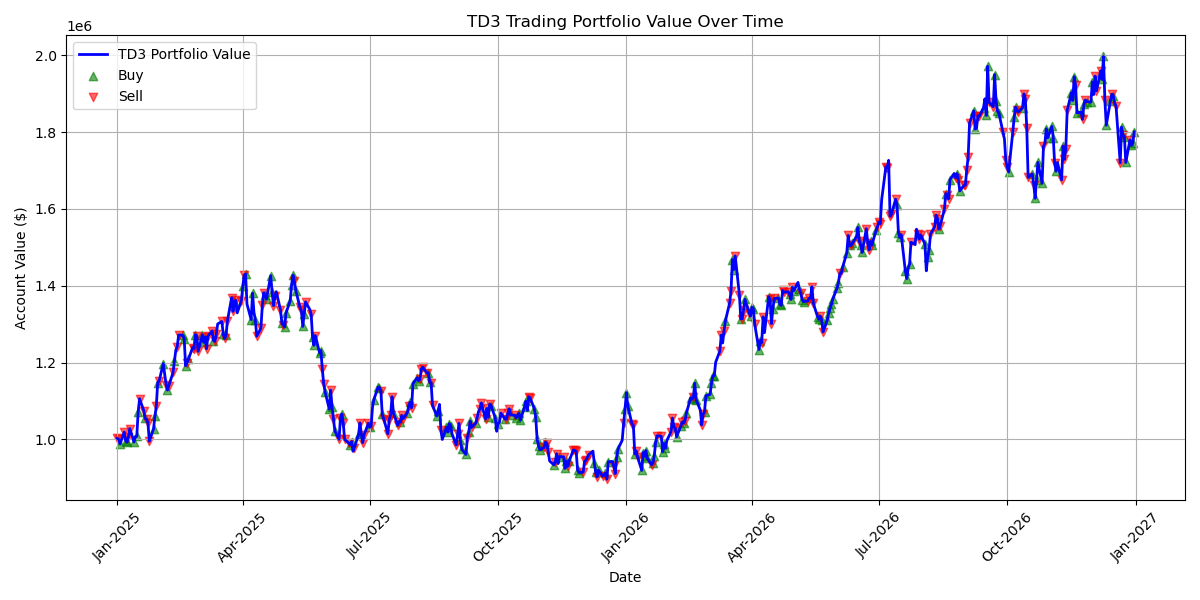 TD3 Trading Portfolio Value Over Time
1e6
TD3 Portfolio Value
Buy
Sell
2.0
1.8
1.6
1.4
1.2
1.0
Account Value ($)
Jan-2025
Apr-2025
Jul-2025
Oct-2025
Jan-2026
Apr-2026
Jul-2026
Oct-2026
Jan-2027
Date